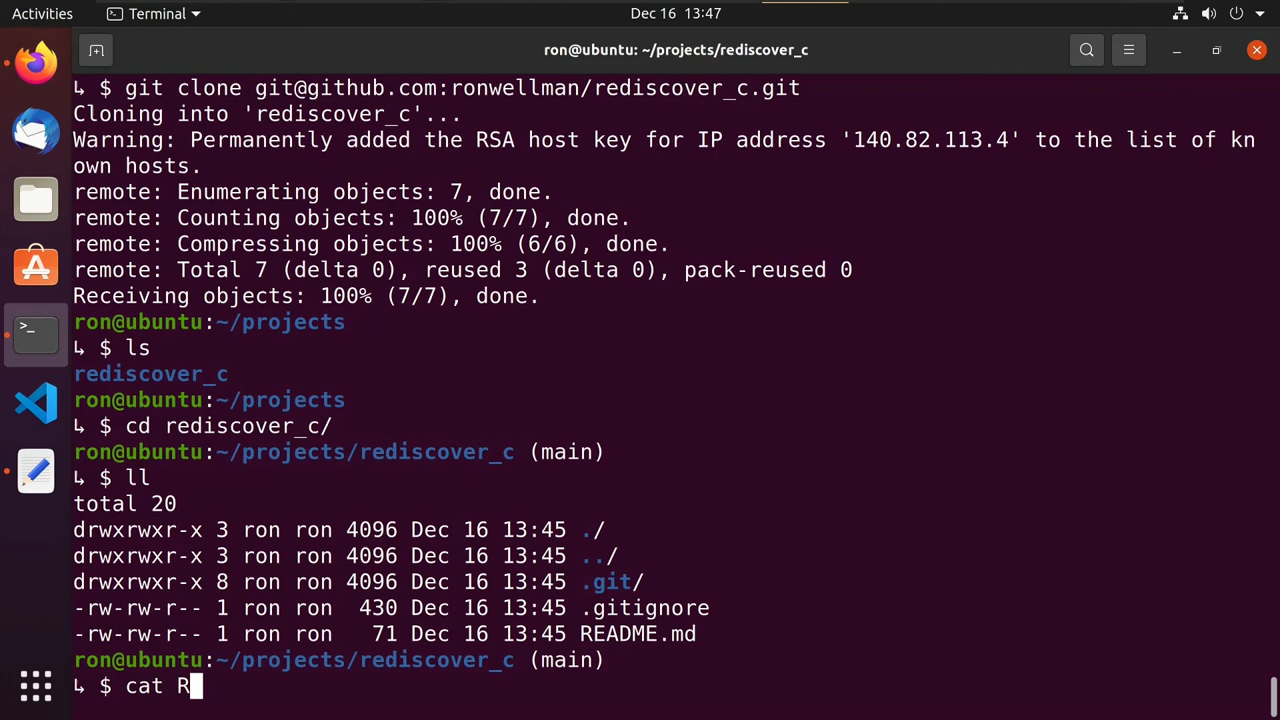 Activities
Terminal
Dec 16 13:47
ron@ubuntu: ~/projects/rediscover_c
↳ $ git clone git@github.com:ronwellman/rediscover_c.git
Cloning into 'rediscover_c'...
Warning: Permanently added the RSA host key for IP address '140.82.113.4' to the list of kn
own hosts.
remote: Enumerating objects: 7, done.
remote: Counting objects: 100% (7/7), done.
remote: Compressing objects: 100% (6/6), done.
remote: Total 7 (delta 0), reused 3 (delta 0), pack-reused 0
Receiving objects: 100% (7/7), done.
ron@ubuntu:~/projects
↳ $ ls
rediscover_c
ron@ubuntu:~/projects
↳ $ cd rediscover_c/
ron@ubuntu:~/projects/rediscover_c (main)
↳ $ ll
total 20
drwxrwxr-x 3 ron ron 4096 Dec 16 13:45 ./
drwxrwxr-x 3 ron ron 4096 Dec 16 13:45 ../
drwxrwxr-x 8 ron ron 4096 Dec 16 13:45 .git/
-rw-rw-r-- 1 ron ron  430 Dec 16 13:45 .gitignore
-rw-rw-r-- 1 ron ron   71 Dec 16 13:45 README.md
ron@ubuntu:~/projects/rediscover_c (main)
↳ $ cat R